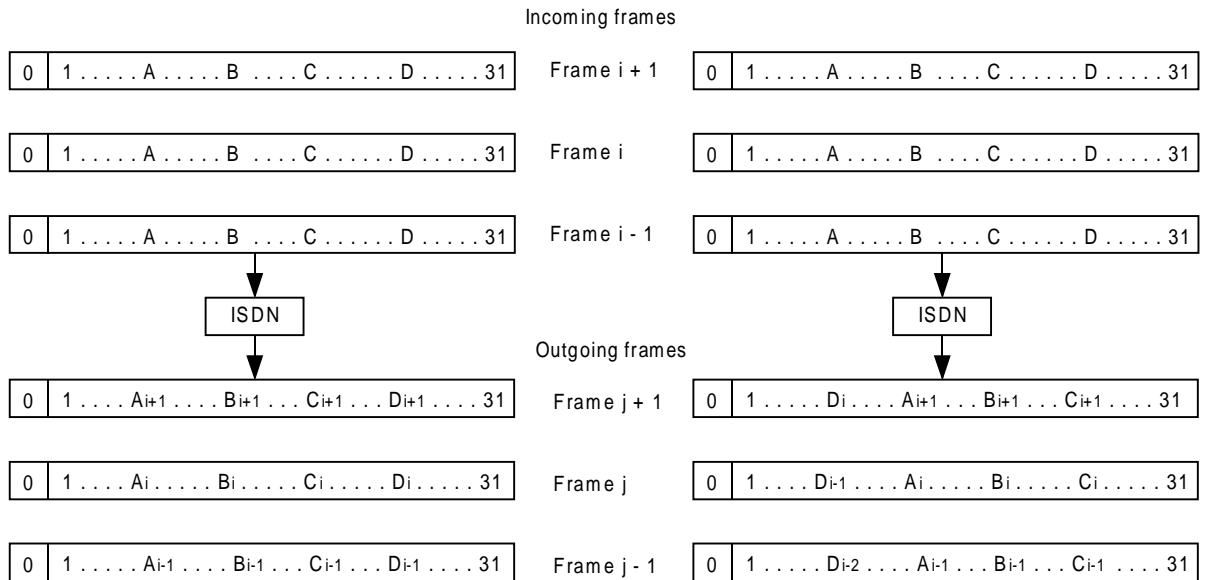 Incoming frames
0 1 . . . . . A . . . . . B . . . . C . . . . . . D . . . . . 31 Frame i + 1 0 1 . . . . . A . . . . . B . . . . C . . . . . . D . . . . . 31
0 1 . . . . . A . . . . . B . . . . C . . . . . . D . . . . . 31 Frame i 0 1 . . . . . A . . . . . B . . . . C . . . . . . D . . . . . 31
0 1 . . . . . A . . . . . B . . . . C . . . . . . D . . . . . 31 Frame i - 1 0 1 . . . . . A . . . . . B . . . . C . . . . . . D . . . . . 31
ISDN ISDN
Outgoing frames
0 1 . . . . Ai+1 . . . . Bi+1 . . . Ci+1 . . . Di+1 . . . . 31 Frame j + 1 0 1 . . . . . Di . . . . Ai+1 . . . Bi+1 . . . Ci+1 . . . . 31
0 1 . . . . Ai . . . . . Bi . . . . . Ci . . . . . Di . . . . . 31 Frame j 0 1 . . . . Di-1 . . . . Ai . . . . . Bi . . . . . Ci . . . . . 31
0 1 . . . . . Ai-1 . . . . Bi-1 . . . Ci-1 . . . Di-1 . . . . 31 Frame j - 1 0 1 . . . . . Di-2 . . . . Ai-1 . . . Bi-1 . . . Ci-1 . . . . 31